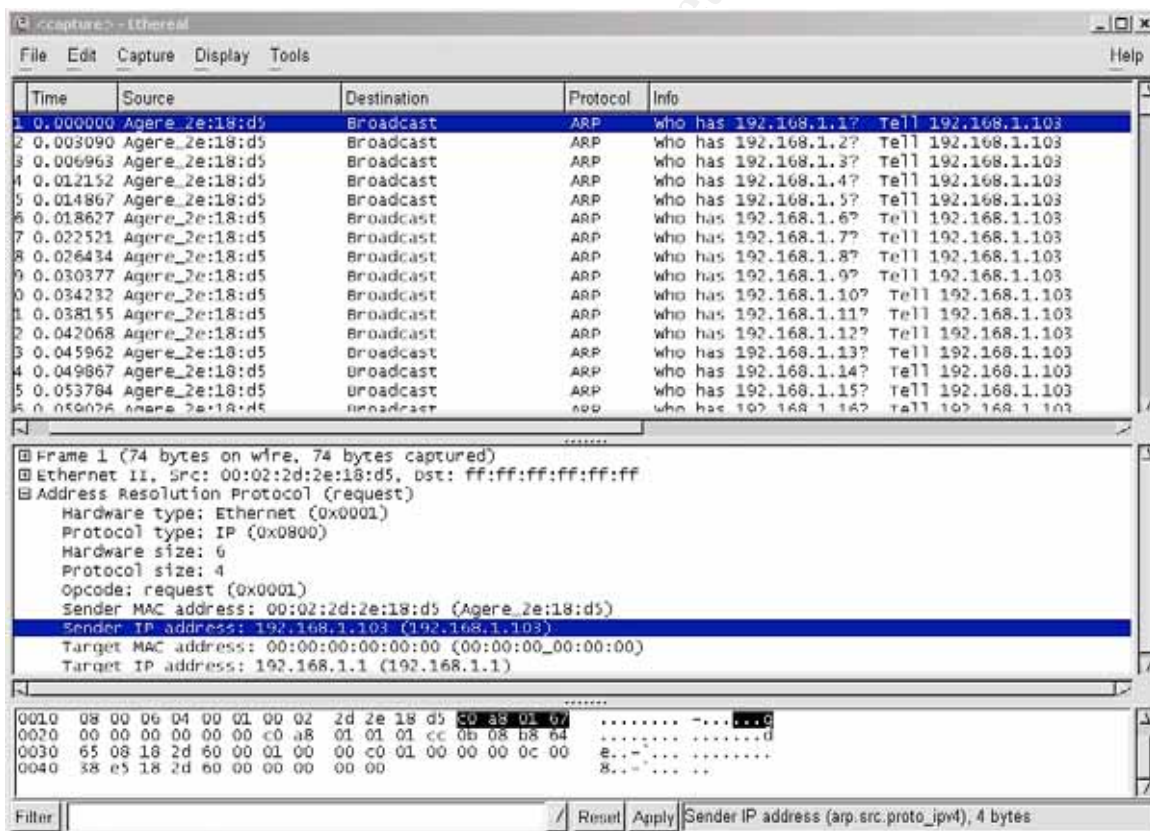 <capture> - Ethereal
File Edit Capture Display Tools Help
Time Source Destination Protocol Info
1 0.000000 Agere_2e:18:d5 Broadcast ARP Who has 192.168.1.1? Tell 192.168.1.103
2 0.003090 Agere_2e:18:d5 Broadcast ARP Who has 192.168.1.2? Tell 192.168.1.103
3 0.006963 Agere_2e:18:d5 Broadcast ARP Who has 192.168.1.3? Tell 192.168.1.103
4 0.012152 Agere_2e:18:d5 Broadcast ARP Who has 192.168.1.4? Tell 192.168.1.103
5 0.014867 Agere_2e:18:d5 Broadcast ARP Who has 192.168.1.5? Tell 192.168.1.103
6 0.018627 Agere_2e:18:d5 Broadcast ARP Who has 192.168.1.6? Tell 192.168.1.103
7 0.022521 Agere_2e:18:d5 Broadcast ARP Who has 192.168.1.7? Tell 192.168.1.103
8 0.026434 Agere_2e:18:d5 Broadcast ARP Who has 192.168.1.8? Tell 192.168.1.103
9 0.030377 Agere_2e:18:d5 Broadcast ARP Who has 192.168.1.9? Tell 192.168.1.103
0 0.034232 Agere_2e:18:d5 Broadcast ARP Who has 192.168.1.10? Tell 192.168.1.103
1 0.038155 Agere_2e:18:d5 Broadcast ARP Who has 192.168.1.11? Tell 192.168.1.103
2 0.042068 Agere_2e:18:d5 Broadcast ARP Who has 192.168.1.12? Tell 192.168.1.103
3 0.045962 Agere_2e:18:d5 Broadcast ARP Who has 192.168.1.13? Tell 192.168.1.103
4 0.049867 Agere_2e:18:d5 Broadcast ARP Who has 192.168.1.14? Tell 192.168.1.103
5 0.053784 Agere_2e:18:d5 Broadcast ARP Who has 192.168.1.15? Tell 192.168.1.103
6 0.059026 Agere_2e:18:d5 Broadcast ARP Who has 192.168.1.16? Tell 192.168.1.103
Frame 1 (74 bytes on wire, 74 bytes captured)
Ethernet II, Src: 00:02:2d:2e:18:d5, Dst: ff:ff:ff:ff:ff:ff
Address Resolution Protocol (request)
Hardware type: Ethernet (0x0001)
Protocol type: IP (0x0800)
Hardware size: 6
Protocol size: 4
Opcode: request (0x0001)
Sender MAC address: 00:02:2d:2e:18:d5 (Agere_2e:18:d5)
Sender IP address: 192.168.1.103 (192.168.1.103)
Target MAC address: 00:00:00:00:00:00 (00:00:00_00:00:00)
Target IP address: 192.168.1.1 (192.168.1.1)
0010 08 00 06 04 00 01 00 02 2d 2e 18 d5 c0 a8 01 67 ........ -......g
0020 00 00 00 00 00 00 c0 a8 01 01 01 cc 0b 08 b8 64 ........ .......d
0030 65 08 18 2d 60 00 01 00 00 c0 01 00 00 00 0c 00 e..-`... ........
0040 38 e5 18 2d 60 00 00 00 00 00 8..-`... ..
Filter Reset Apply Sender IP address (arp.src.proto_ipv4), 4 bytes